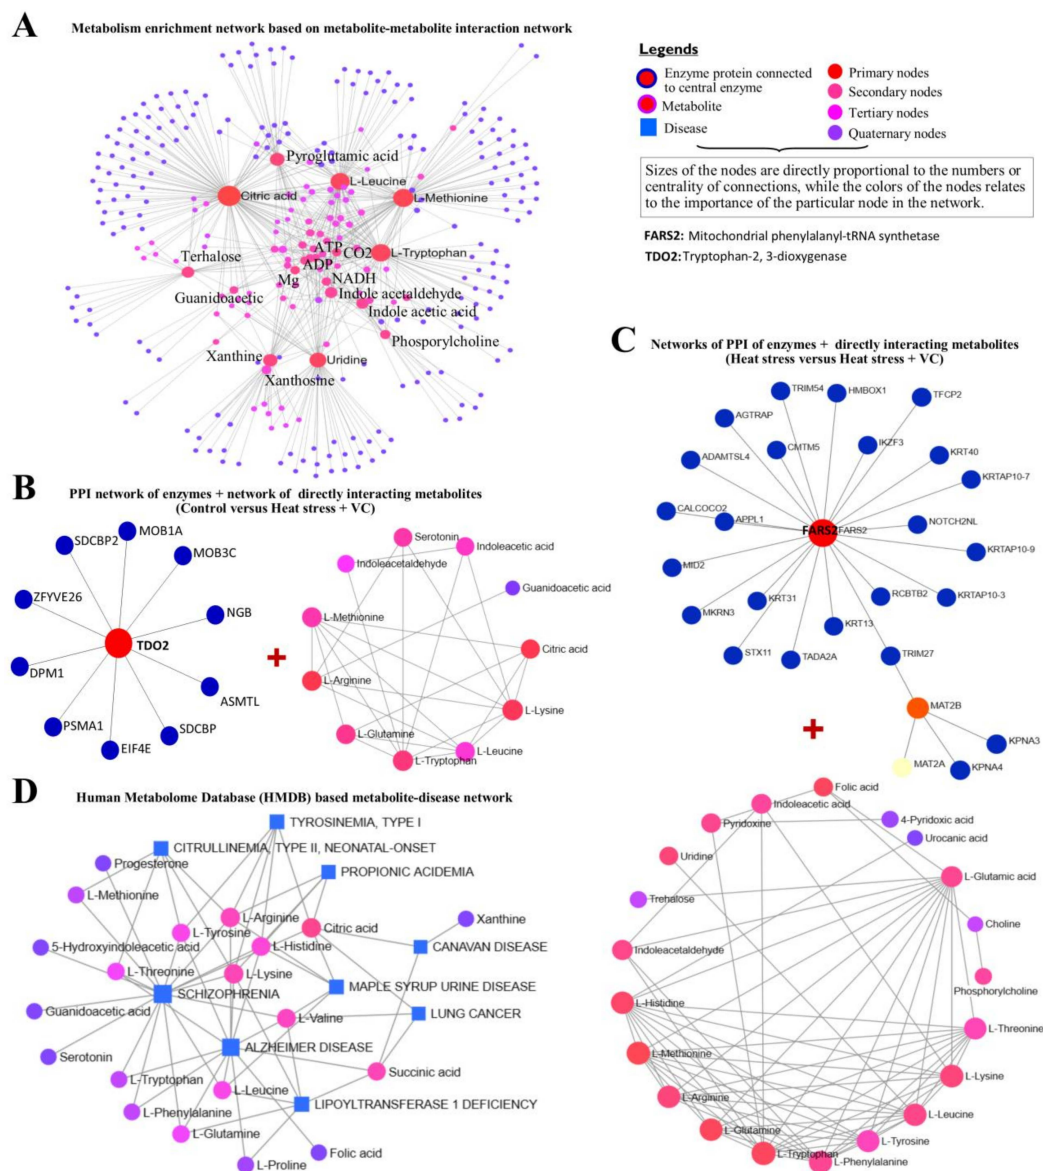 A
Metabolism enrichment network based on metabolite-metabolite interaction network
Pyroglutamic acid
L-Leucine
Citric acid
L-Methionine
ATP
CO2
L-Tryptophan
ADP
Terhalose
Mg
NADH
Guanidoacetic
Indole acetaldehyde
Indole acetic acid
Phosporylcholine
Xanthine
Uridine
Xanthosine
Legends
Enzyme protein connected
to central enzyme
Metabolite
Disease
Primary nodes
Secondary nodes
Tertiary nodes
Quaternary nodes
Sizes of the nodes are directly proportional to the numbers or
centrality of connections, while the colors of the nodes relates
to the importance of the particular node in the network.
FARS2: Mitochondrial phenylalanyl-tRNA synthetase
TDO2: Tryptophan-2, 3-dioxygenase
B
PPI network of enzymes + network of directly interacting metabolites
(Control versus Heat stress + VC)
MOB1A
SDCBP2
MOB3C
ZFYVE26
NGB
TDO2
DPM1
ASMTL
PSMA1
SDCBP
EIF4E
+
Serotonin
Indoleacetic acid
Indoleacetaldehyde
Guanidoacetic acid
L-Methionine
Citric acid
L-Arginine
L-Lysine
L-Glutamine
L-Leucine
L-Tryptophan
C
Networks of PPI of enzymes + directly interacting metabolites
(Heat stress versus Heat stress + VC)
TRIM54
HMBOX1
TFCP2
AGTRAP
CMTM5
IKZF3
KRT40
ADAMTSL4
KRTAP10-7
CALCOCO2
APPL1
FARS2
FARS2
NOTCH2NL
KRTAP10-9
MID2
KRT31
RCBTB2
KRTAP10-3
MKRN3
KRT13
STX11
TADA2A
TRIM27
MAT2B
+
KPNA3
MAT2A
KPNA4
Folic acid
Indoleacetic acid
4-Pyridoxic acid
Pyridoxine
Urocanic acid
Uridine
L-Glutamic acid
Trehalose
Choline
Indoleacetaldehyde
Phosphorylcholine
L-Histidine
L-Threonine
L-Methionine
L-Lysine
L-Arginine
L-Leucine
L-Glutamine
L-Tyrosine
L-Tryptophan
L-Phenylalanine
D
Human Metabolome Database (HMDB) based metabolite-disease network
TYROSINEMIA, TYPE I
CITRULLINEMIA, TYPE II, NEONATAL-ONSET
Progesterone
PROPIONIC ACIDEMIA
L-Methionine
L-Arginine
Xanthine
L-Tyrosine
Citric acid
5-Hydroxyindoleacetic acid
L-Histidine
CANAVAN DISEASE
L-Threonine
L-Lysine
SCHIZOPHRENIA
MAPLE SYRUP URINE DISEASE
Guanidoacetic acid
L-Valine
LUNG CANCER
Serotonin
ALZHEIMER DISEASE
L-Tryptophan
Succinic acid
L-Leucine
LIPOYLTRANSFERASE 1 DEFICIENCY
L-Phenylalanine
L-Glutamine
Folic acid
L-Proline